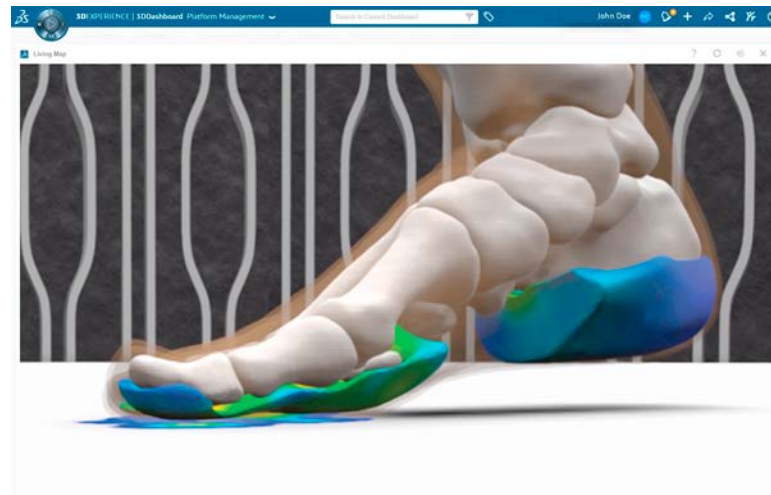 3DEXPERIENCE | 3DDashboard Platform Management
Search in Current Dashboard
John Doe
Living Map